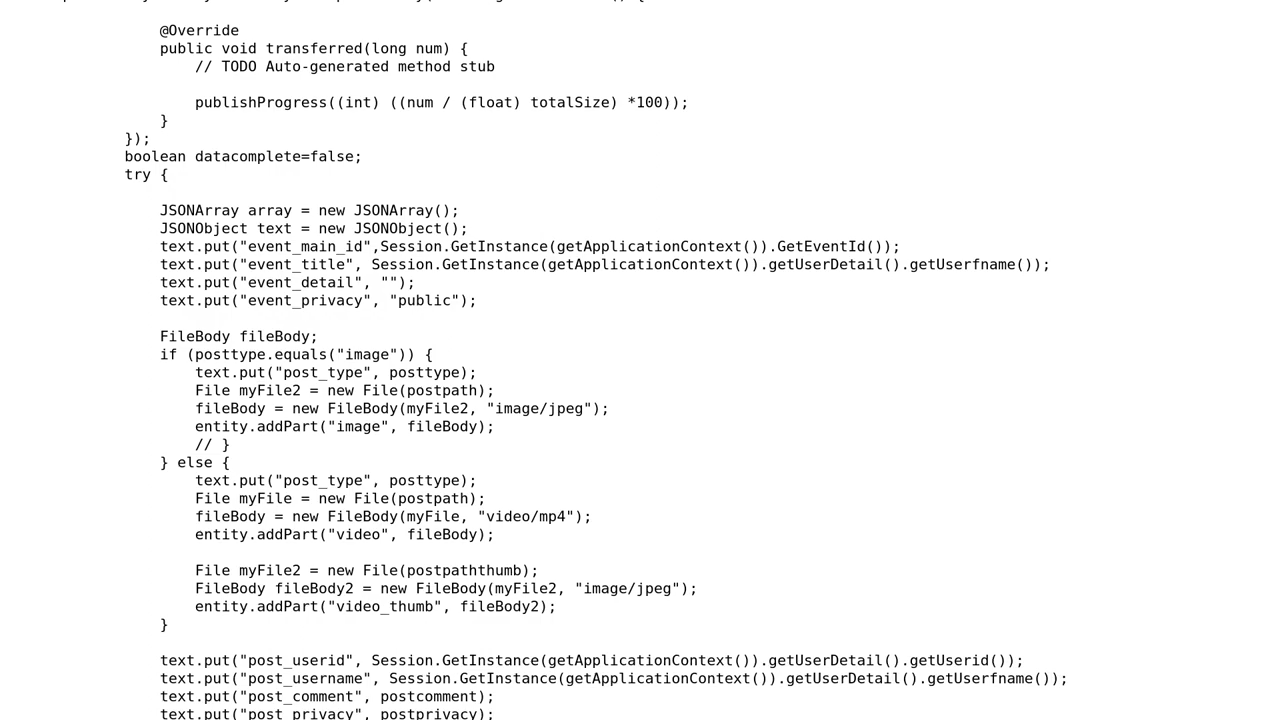 @Override
public void transferred(long num) {
// TODO Auto-generated method stub
publishProgress((int) ((num / (float) totalSize) *100));
}
});
boolean datacomplete=false;
try {
JSONArray array = new JSONArray();
JSONObject text = new JSONObject();
text.put("event_main_id",Session.GetInstance(getApplicationContext()).GetEventId());
text.put("event_title", Session.GetInstance(getApplicationContext()).getUserDetail().getUserfname());
text.put("event_detail", "");
text.put("event_privacy", "public");
FileBody fileBody;
if (posttype.equals("image")) {
text.put("post_type", posttype);
File myFile2 = new File(postpath);
fileBody = new FileBody(myFile2, "image/jpeg");
entity.addPart("image", fileBody);
// }
} else {
text.put("post_type", posttype);
File myFile = new File(postpath);
fileBody = new FileBody(myFile, "video/mp4");
entity.addPart("video", fileBody);
File myFile2 = new File(postpaththumb);
FileBody fileBody2 = new FileBody(myFile2, "image/jpeg");
entity.addPart("video_thumb", fileBody2);
}
text.put("post_userid", Session.GetInstance(getApplicationContext()).getUserDetail().getUserid());
text.put("post_username", Session.GetInstance(getApplicationContext()).getUserDetail().getUserfname());
text.put("post_comment", postcomment);
text.put("post_privacy", postprivacy);